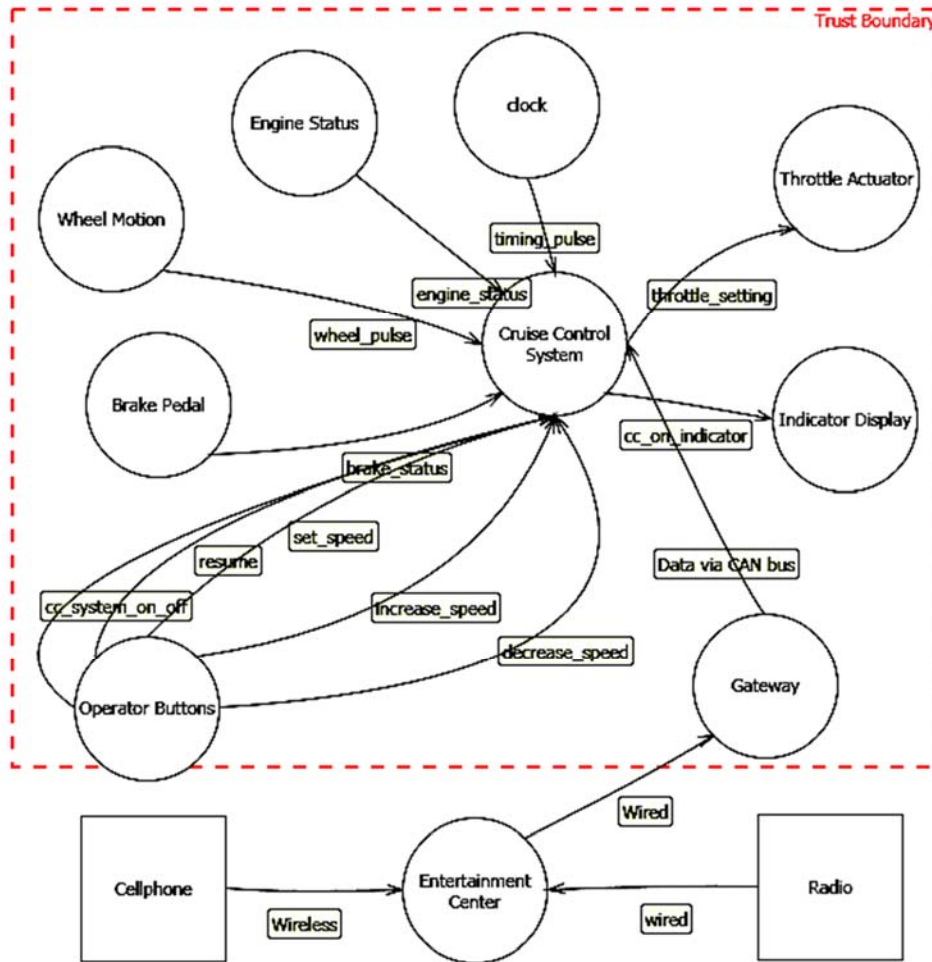 Trust Boundary
Engine Status
clock
Throttle Actuator
Wheel Motion
timing_pulse
engine_status
throttle_setting
wheel_pulse
Cruise Control
System
Brake Pedal
Indicator Display
cc_on_indicator
brake_status
set_speed
resume
Data via CAN bus
cc_system_on_off
increase_speed
decrease_speed
Operator Buttons
Gateway
Wired
Cellphone
Entertainment
Center
Radio
Wireless
wired